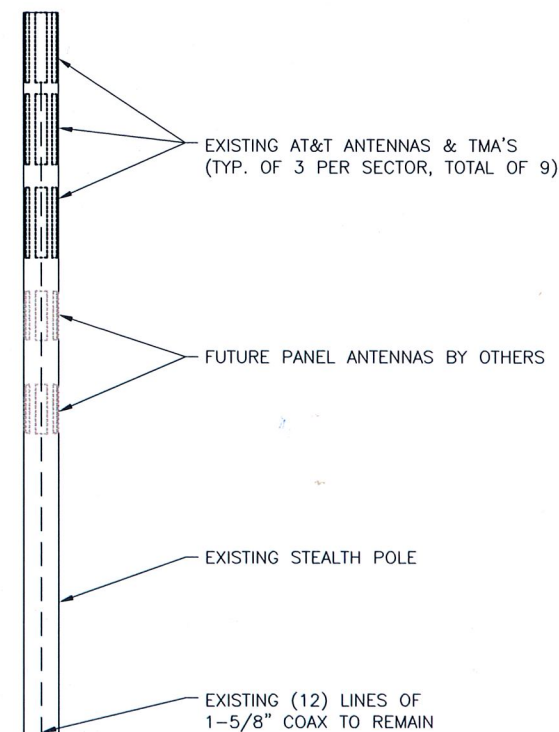 EXISTING AT&T ANTENNAS & TMA'S
(TYP. OF 3 PER SECTOR, TOTAL OF 9)
FUTURE PANEL ANTENNAS BY OTHERS
EXISTING STEALTH POLE
EXISTING (12) LINES OF
1-5/8" COAX TO REMAIN